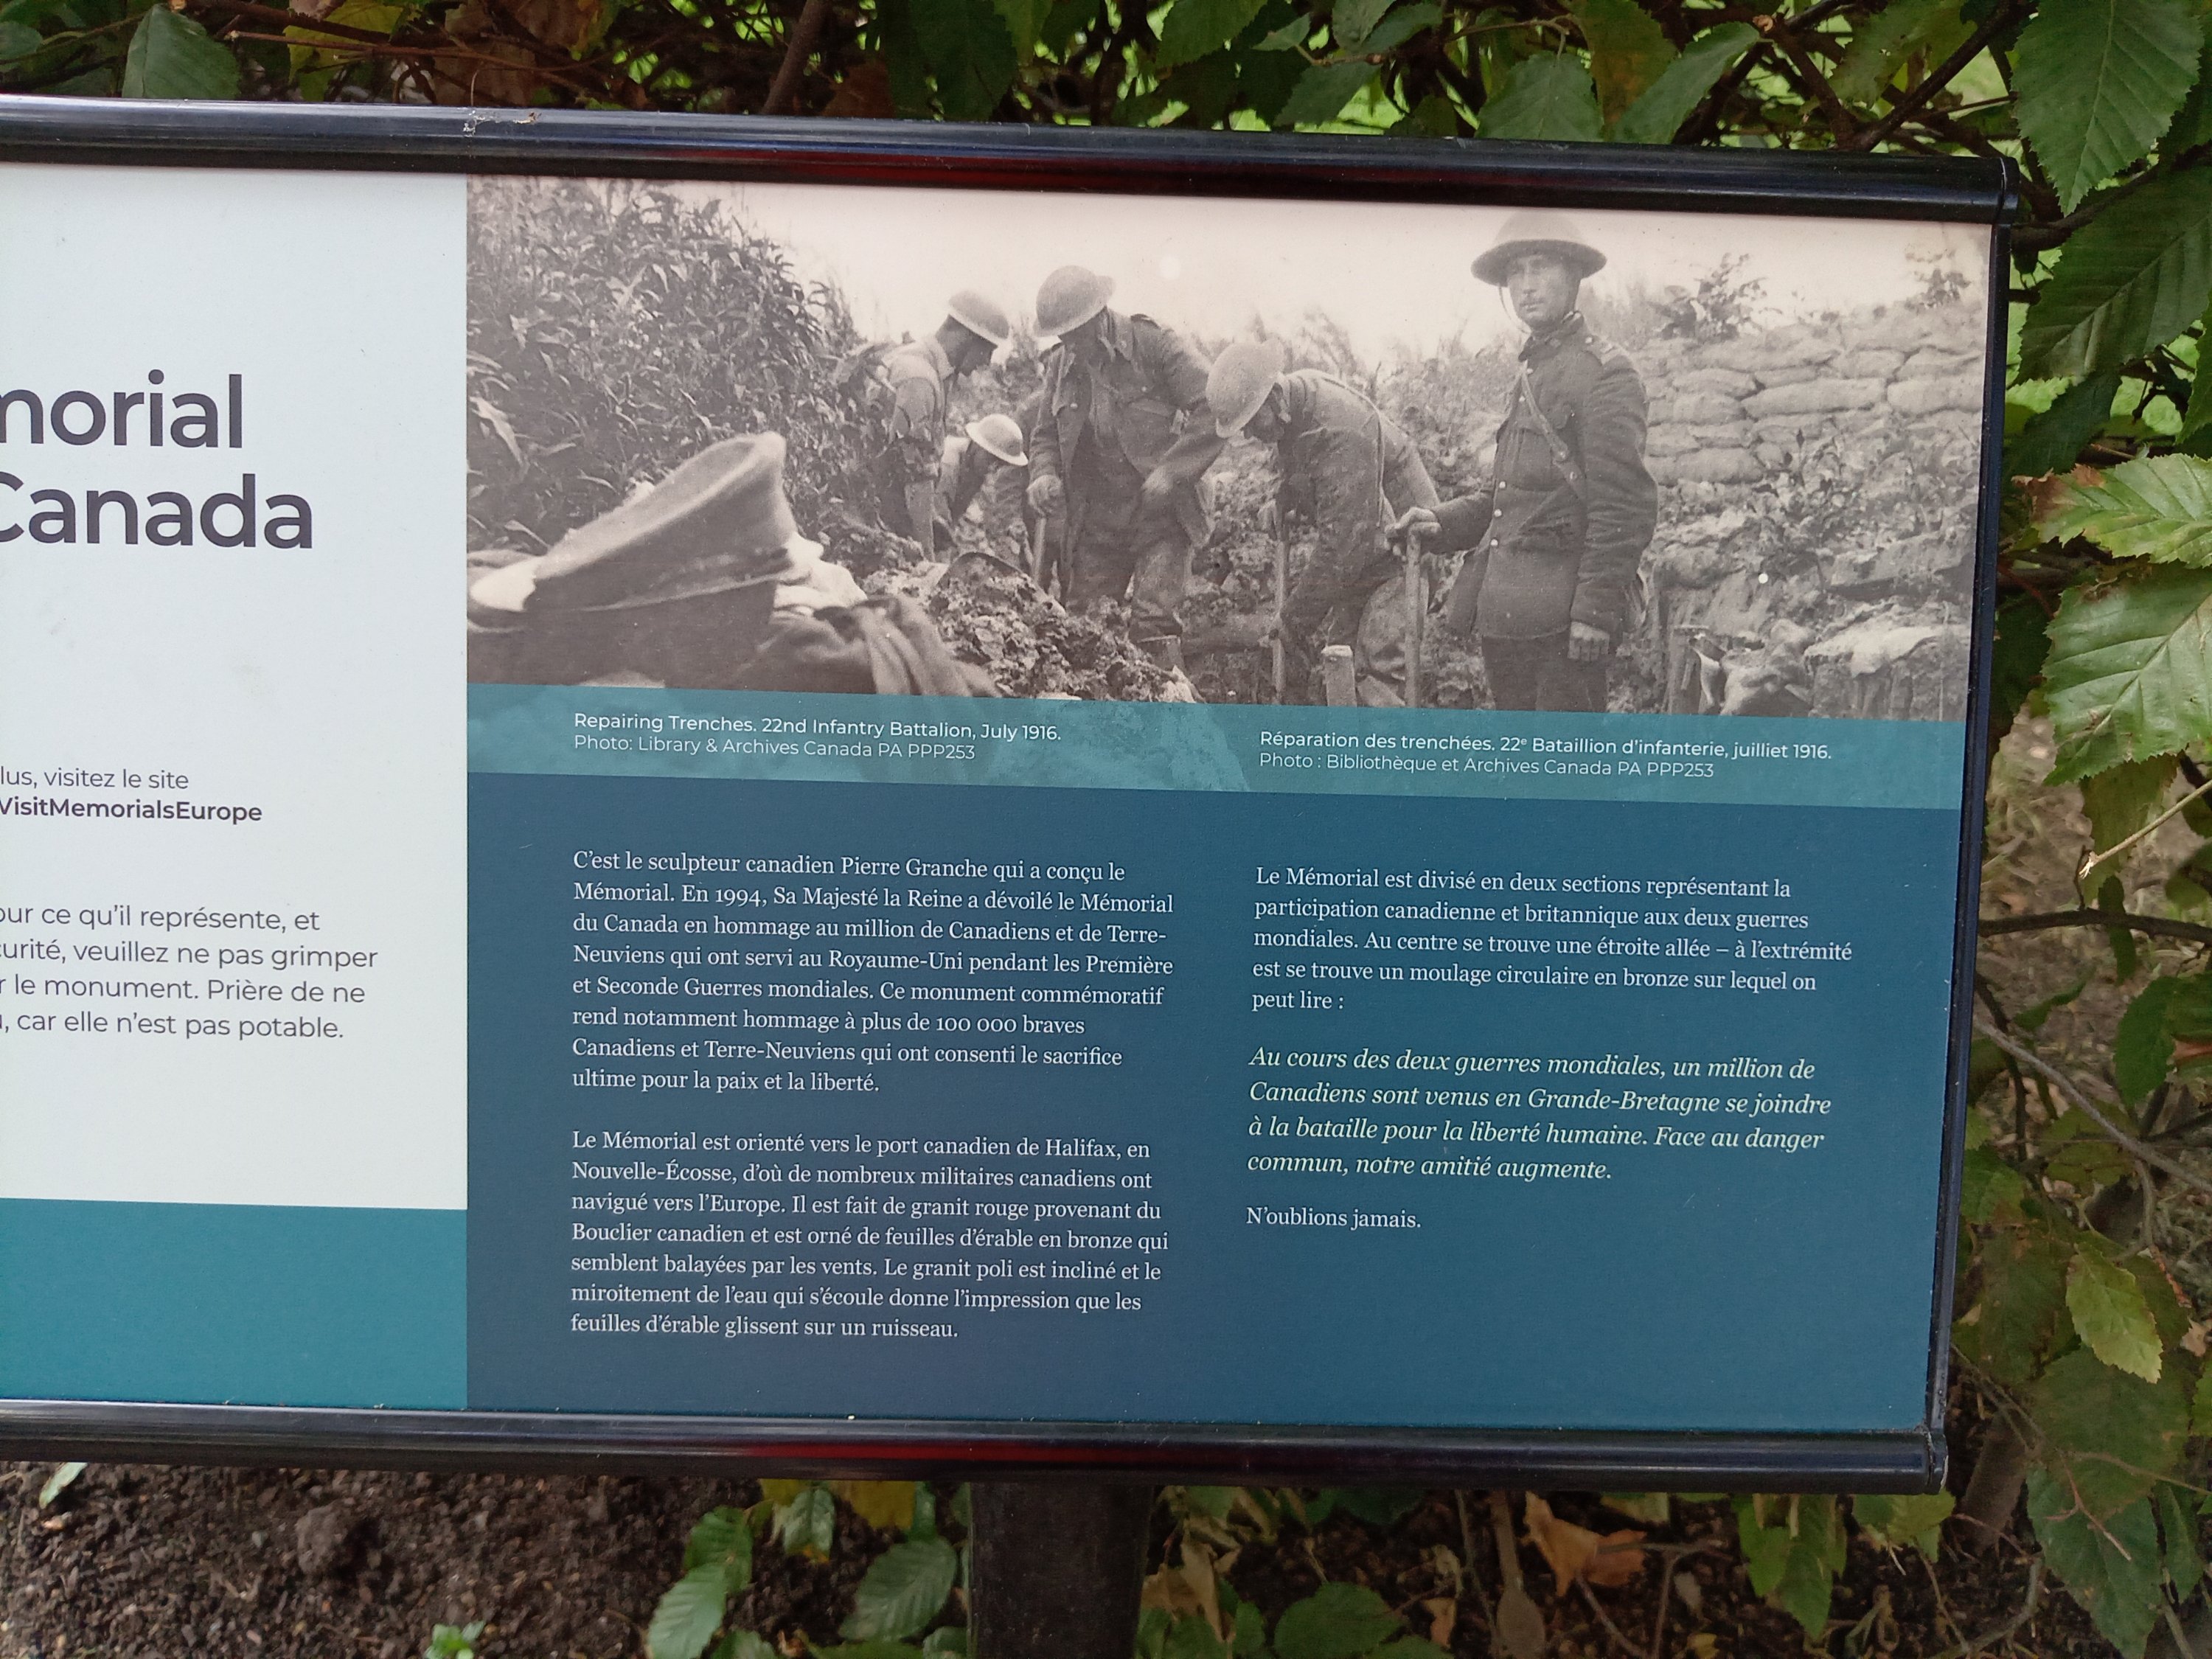 Canada
lus, visitez le site
VisitMemorialsEurope
ce qu'il représente, et
veuillez ne pas grimper
le monument. Prière de ne
car elle n'est pas potable.
Repairing Trenches. 22nd Infantry Battalion, July 1916.
Photo: Library & Archives Canada PA PPP253
Réparation des trenchées. 22e Bataillion d'infanterie, juilliet 1916.
Photo : Bibliothèque et Archives Canada PA PPP253
C'est le sculpteur canadien Pierre Granche qui a conçu le
Mémorial. En 1994, Sa Majesté la Reine a dévoilé le Mémorial
du Canada en hommage au million de Canadiens et de Terre-
Neuviens qui ont servi au Royaume-Uni pendant les Première
et Seconde Guerres mondiales. Ce monument commémoratif
rend notamment hommage à plus de 100 000 braves
Canadiens et Terre-Neuviens qui ont consenti le sacrifice
ultime pour la paix et la liberté.
Le Mémorial est orienté vers le port canadien de Halifax, en
Nouvelle-Écosse, d'où de nombreux militaires canadiens ont
navigué vers l'Europe. Il est fait de granit rouge provenant du
Bouclier canadien et est orné de feuilles d'érable en bronze qui
semblent balayées par les vents. Le granit poli est incliné et le
miroitement de l'eau qui s'écoule donne l'impression que les
feuilles d'érable glissent sur un ruisseau.
Le Mémorial est divisé en deux sections représentant la
participation canadienne et britannique aux deux guerres
mondiales. Au centre se trouve une étroite allée – à l'extrémité
est se trouve un moulage circulaire en bronze sur lequel on
peut lire :
Au cours des deux guerres mondiales, un million de
Canadiens sont venus en Grande-Bretagne se joindre
à la bataille pour la liberté humaine. Face au danger
commun, notre amitié augmente.
N'oublions jamais.